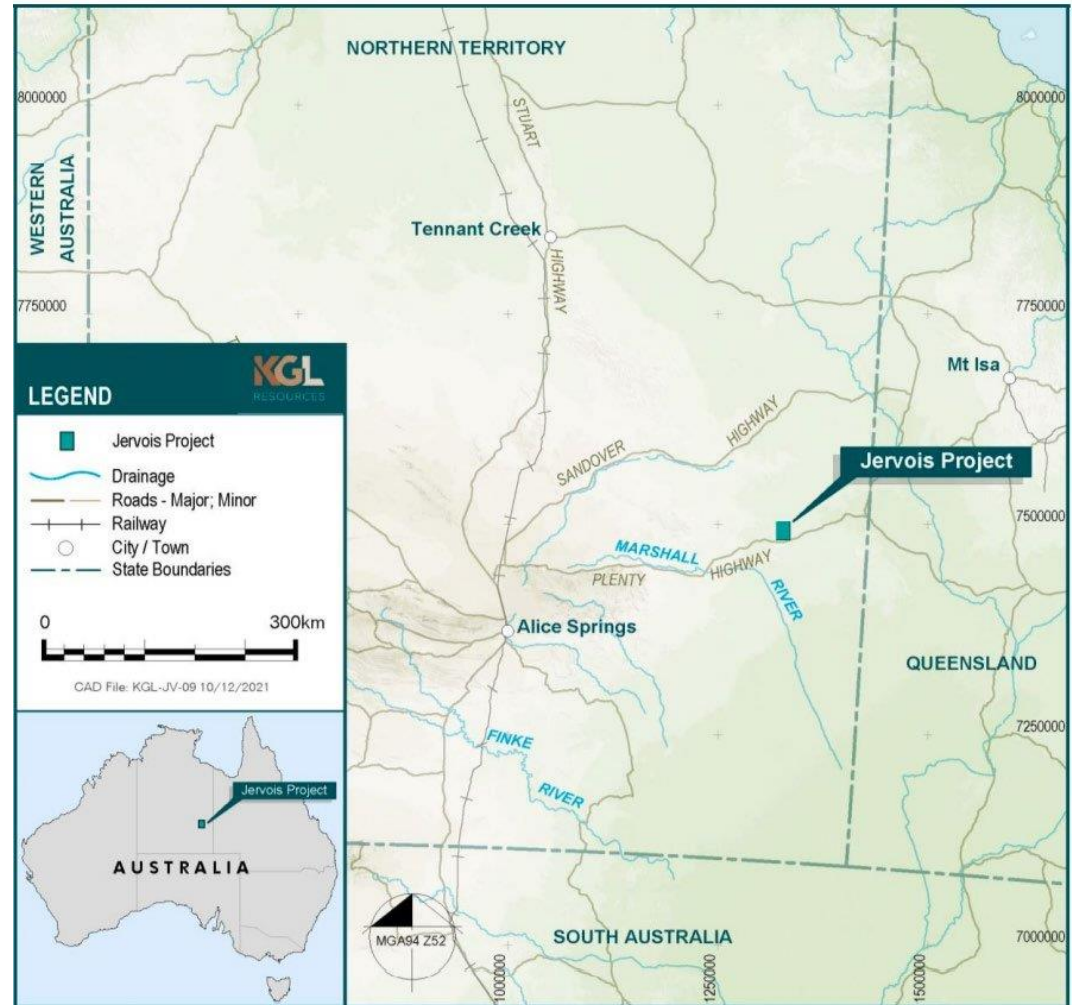 NORTHERN TERRITORY
8000000
8000000
STUART
WESTERN
AUSTRALIA
Tennant Creek
HIGHWAY
7750000
7750000
Mt Isa
KGL
RESOURCES
LEGEND
Jervois Project
Drainage
Roads - Major; Minor
Railway
City / Town
State Boundaries
0 300km
CAD File: KGL-JV-09 10/12/2021
SANDOVER
HIGHWAY
Jervois Project
7500000
MARSHALL
RIVER
PLENTY
HIGHWAY
Alice Springs
QUEENSLAND
7250000
FINKE
RIVER
Jervois Project
AUSTRALIA
MGA94 Z52
SOUTH AUSTRALIA
7000000
1000000
1250000
1500000